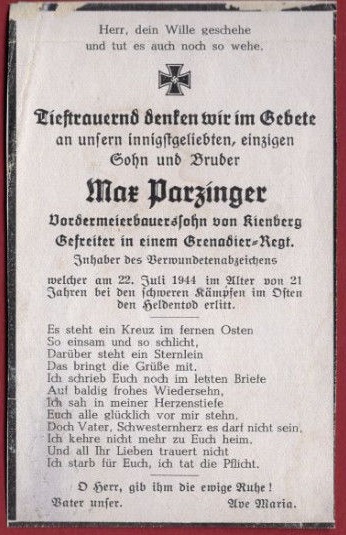 Herr, dein Wille geschehe
und tut es auch noch so wehe.
Tieftrauernd denken wir im Gebete
an unsern innigstgeliebten, einzigen
Sohn und Bruder
Max Parzinger
Vordermeierbauerssohn von Kienberg
Gefreiter in einem Grenadier-Regt.
Inhaber des Verwundetenabzeichens
welcher am 22. Juli 1944 im Alter von 21
Jahren bei den schweren Kämpfen im Osten
den Heldentod erlitt.
Es steht ein Kreuz im fernen Osten
So einsam und so schlicht,
Darüber steht ein Sternlein
Das bringt die Grüße mit.
Ich schrieb Euch noch im letzten Briefe
Auf baldig frohes Wiedersehn,
Ich sah in meiner Herzenstiefe
Euch alle glücklich vor mir stehn.
Doch Vater, Schwesternherz es darf nicht sein,
Ich kehre nicht mehr zu Euch heim.
Und all Ihr Lieben trauert nicht
Ich starb für Euch, ich tat die Pflicht.
O Herr, gib ihm die ewige Ruhe!
Vater unser. Ave Maria.